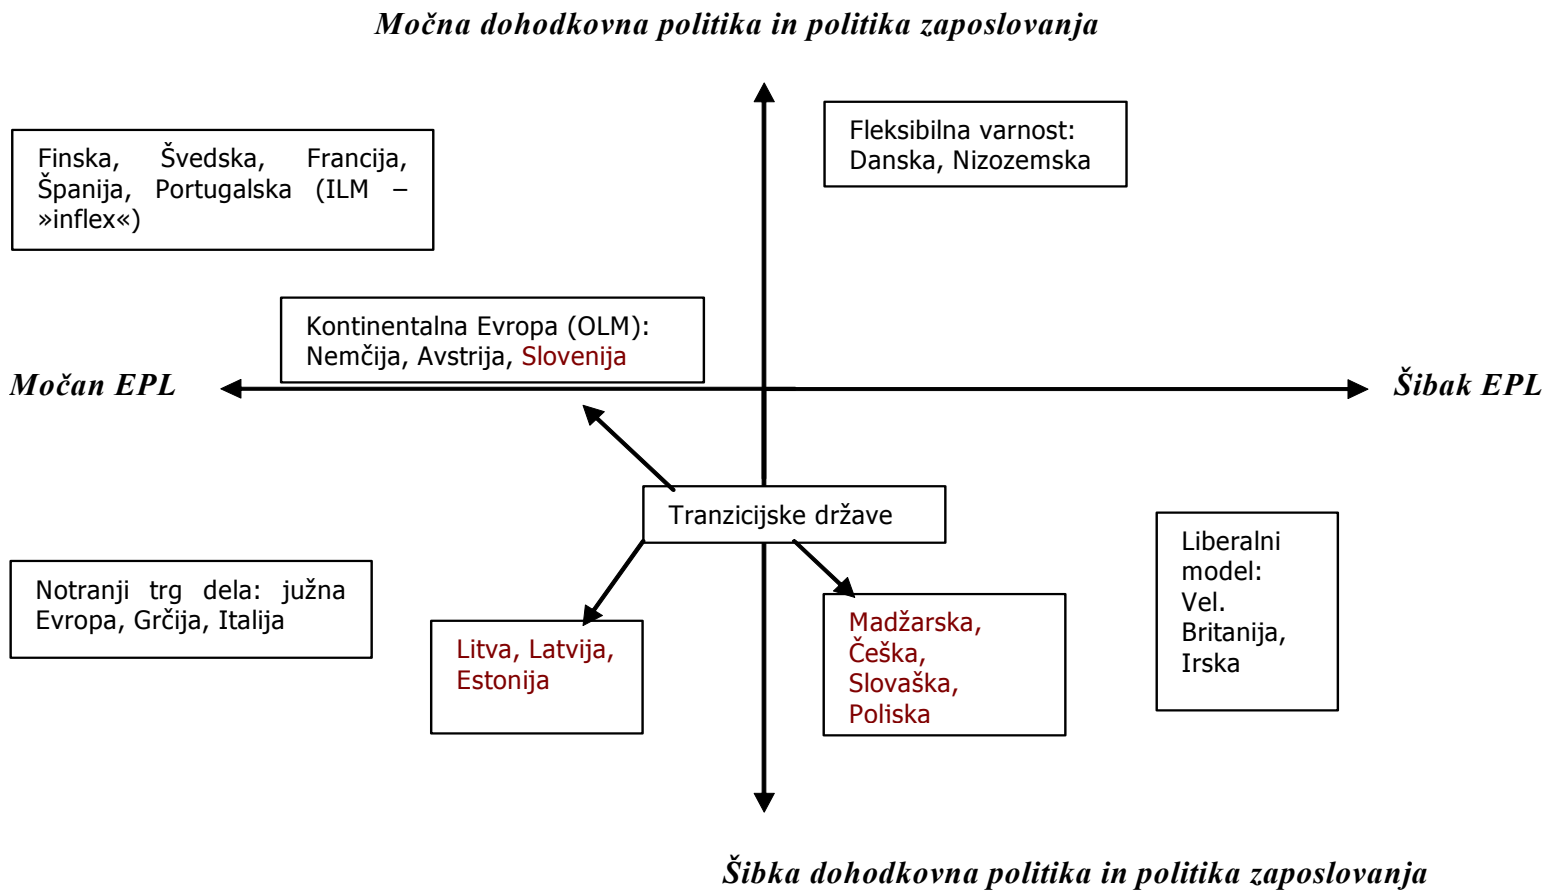 Močna dohodkovna politika in politika zaposlovanja
Finska, Švedska, Francija,
Španija, Portugalska (ILM –
»inflex«)
Fleksibilna varnost:
Danska, Nizozemska
Kontinentalna Evropa (OLM):
Nemčija, Avstrija, Slovenija
Močan EPL
Šibak EPL
Tranzicijske države
Notranji trg dela: južna
Evropa, Grčija, Italija
Litva, Latvija,
Estonija
Madžarska,
Češka,
Slovaška,
Poljska
Liberalni
model:
Vel.
Britanija,
Irska
Šibka dohodkovna politika in politika zaposlovanja